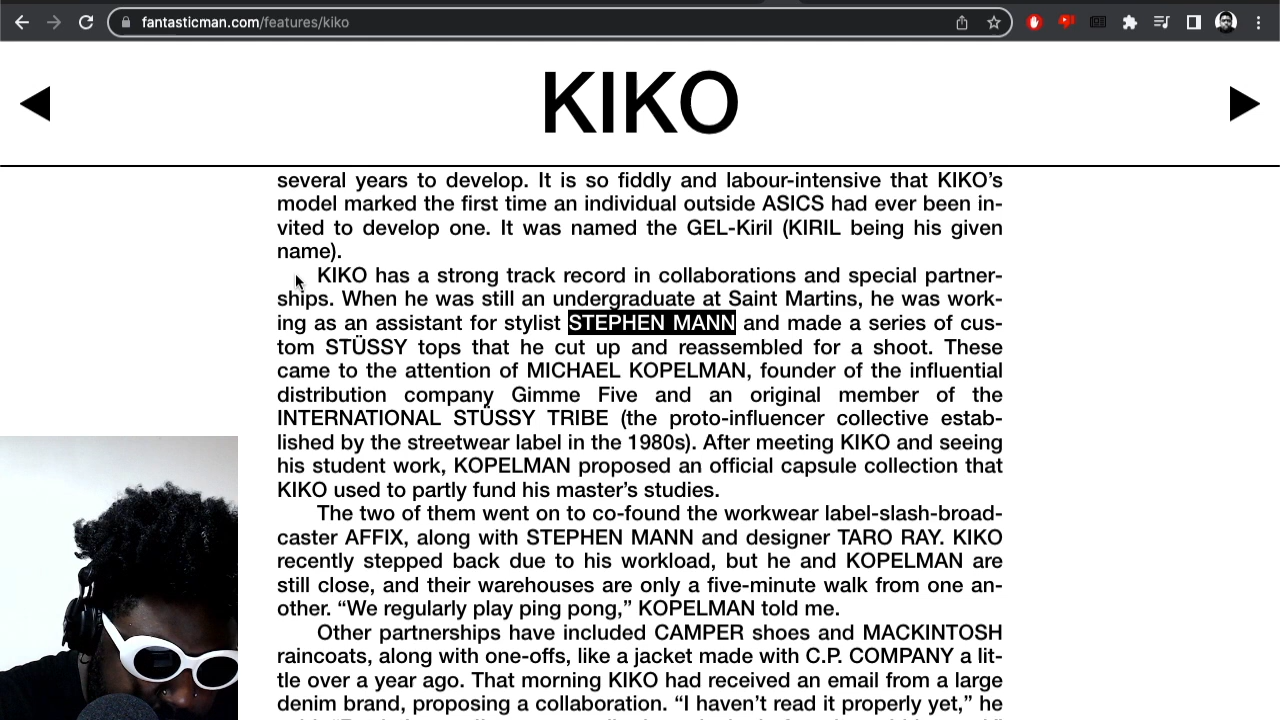 fantasticman.com/features/kiko
KIKO
several years to develop. It is so fiddly and labour-intensive that KIKO’s
model marked the first time an individual outside ASICS had ever been in-
vited to develop one. It was named the GEL-Kiril (KIRIL being his given
name).
KIKO has a strong track record in collaborations and special partner-
ships. When he was still an undergraduate at Saint Martins, he was work-
ing as an assistant for stylist STEPHEN MANN and made a series of cus-
tom STÜSSY tops that he cut up and reassembled for a shoot. These
came to the attention of MICHAEL KOPELMAN, founder of the influential
distribution company Gimme Five and an original member of the
INTERNATIONAL STÜSSY TRIBE (the proto-influencer collective estab-
lished by the streetwear label in the 1980s). After meeting KIKO and seeing
his student work, KOPELMAN proposed an official capsule collection that
KIKO used to partly fund his master’s studies.
The two of them went on to co-found the workwear label-slash-broad-
caster AFFIX, along with STEPHEN MANN and designer TARO RAY. KIKO
recently stepped back due to his workload, but he and KOPELMAN are
still close, and their warehouses are only a five-minute walk from one an-
other. “We regularly play ping pong,” KOPELMAN told me.
Other partnerships have included CAMPER shoes and MACKINTOSH
raincoats, along with one-offs, like a jacket made with C.P. COMPANY a lit-
tle over a year ago. That morning KIKO had received an email from a large
denim brand, proposing a collaboration. “I haven’t read it properly yet,” he